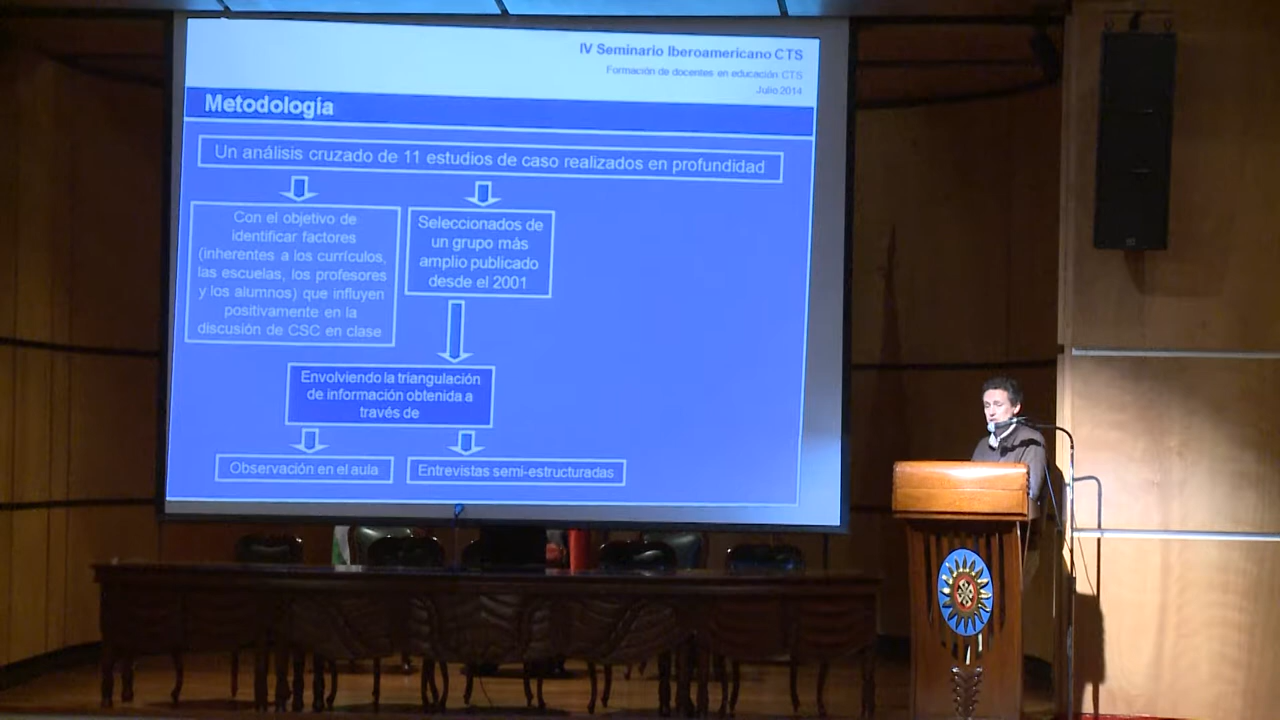 IV Seminario Iberoamericano CTS
Formación de docentes en educación CTS
Julio 2014
Metodología
Un análisis cruzado de 11 estudios de caso realizados en profundidad
Con el objetivo de
identificar factores
(inherentes a los currículos,
las escuelas, los profesores
y los alumnos) que influyen
positivamente en la
discusión de CSC en clase
Seleccionados de
un grupo más
amplio publicado
desde el 2001
Envolviendo la triangulación
de información obtenida a
través de
Observación en el aula
Entrevistas semi-estructuradas